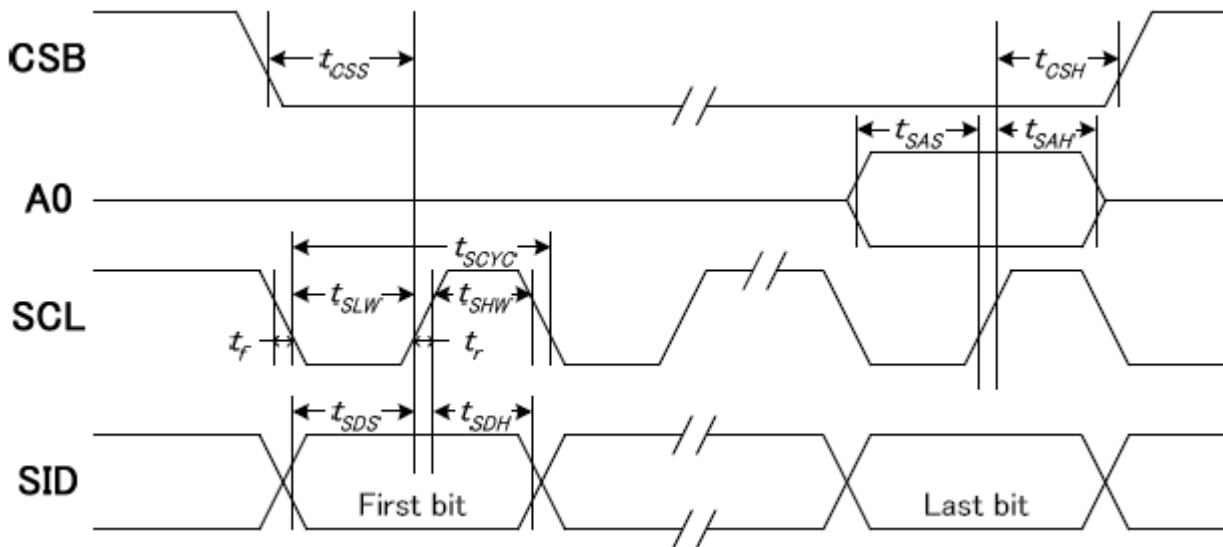 CSB
tCSS
tCSH
tSAS
tSAH
A0
tSCYC
SCL
tSLW
tSHW
tf
tr
tSDS
tSDH
SID
First bit
Last bit